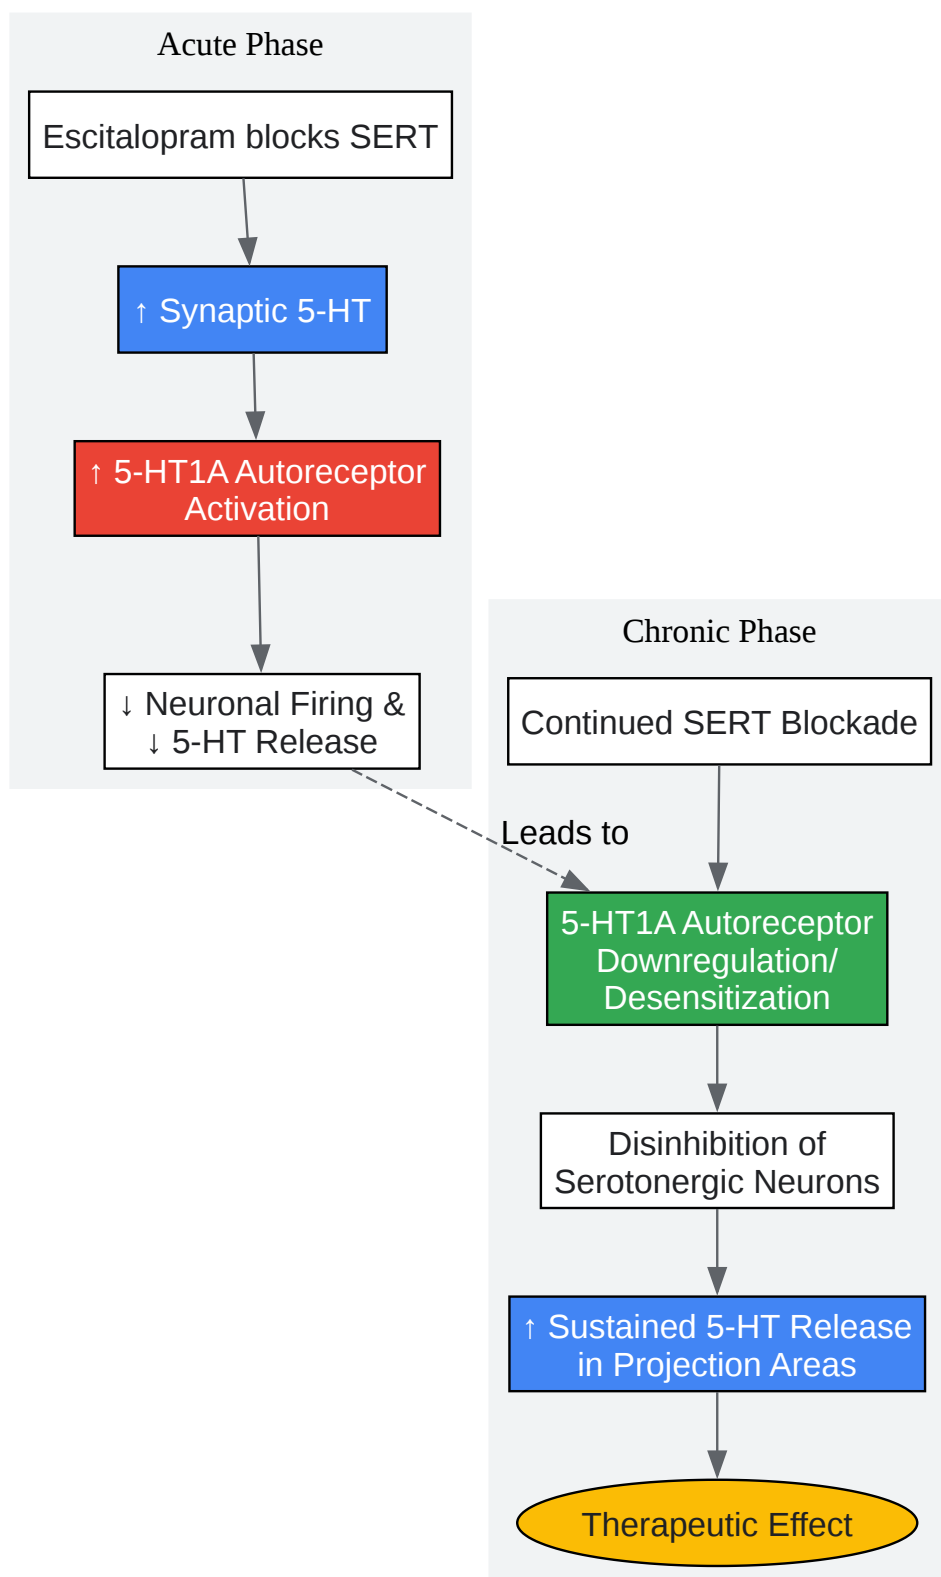 Acute Phase
Escitalopram blocks SERT
↑ Synaptic 5-HT
↑ 5-HT1A Autoreceptor
Activation
↓ Neuronal Firing &
↓ 5-HT Release
Chronic Phase
Continued SERT Blockade
Leads to
5-HT1A Autoreceptor
Downregulation/
Desensitization
Disinhibition of
Serotonergic Neurons
↑ Sustained 5-HT Release
in Projection Areas
Therapeutic Effect